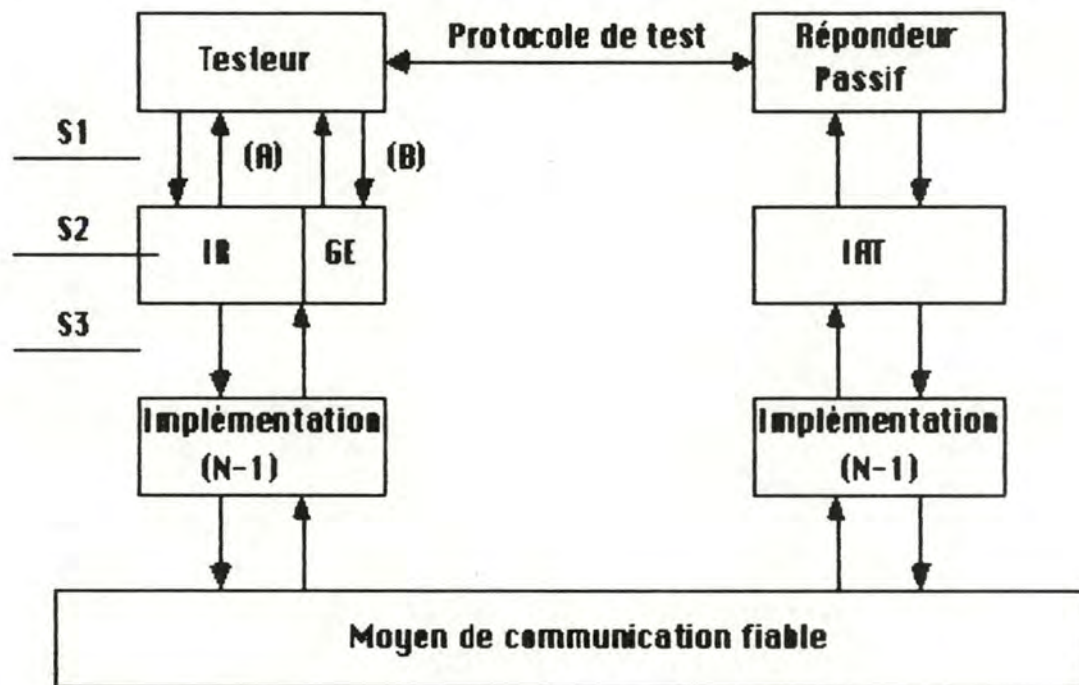 Testeur
Protocole de test
Répondeur
Passif
S1
(A)
(B)
S2
IR
GE
IAT
S3
Implémentation
(N-1)
Implémentation
(N-1)
Moyen de communication fiable